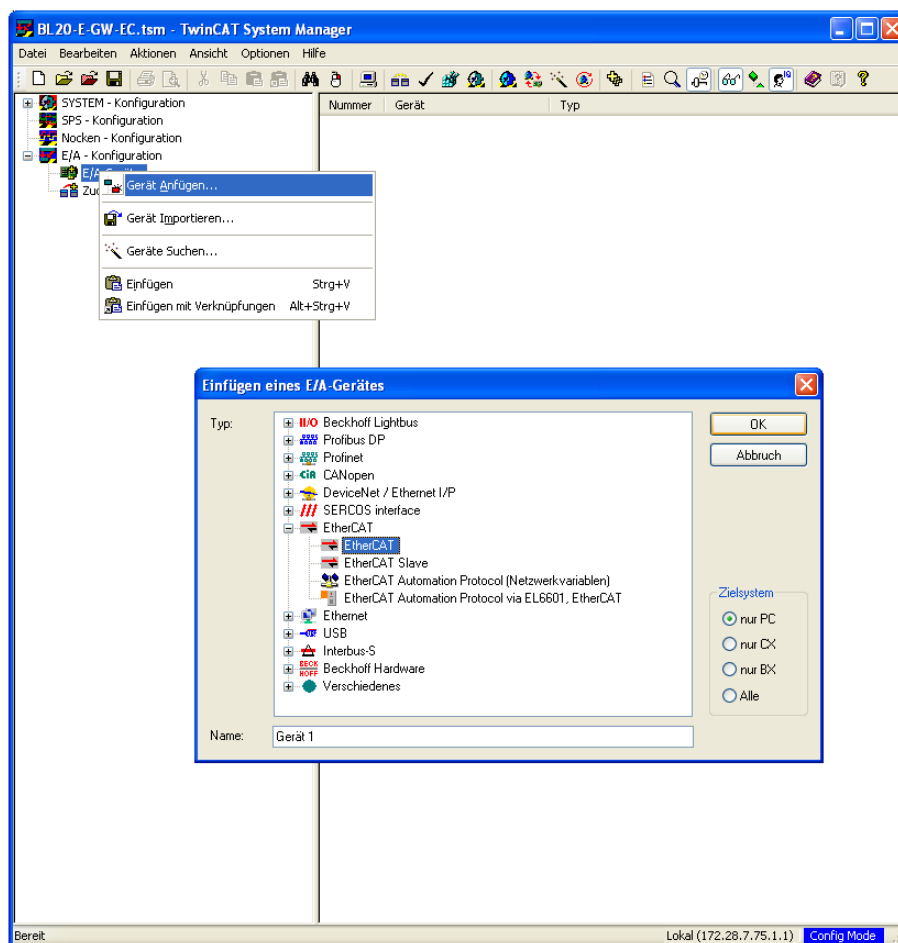 BL20-E-GW-EC.tsm - TwinCAT System Manager
Datei Bearbeiten Aktionen Ansicht Optionen Hilfe
SYSTEM - Konfiguration
SPS - Konfiguration
Nocken - Konfiguration
E/A - Konfiguration
Nummer Gerät Typ
Gerät Anfügen...
Gerät Importieren...
Geräte Suchen...
Einfügen Strg+V
Einfügen mit Verknüpfungen Alt+Strg+V
Einfügen eines E/A-Gerätes
Typ:
II/O Beckhoff Lightbus
Profibus DP
Profinet
CiA CANopen
DeviceNet / Ethernet I/P
SERCOS interface
EtherCAT
EtherCAT
EtherCAT Slave
EtherCAT Automation Protocol (Netzwerkvariablen)
EtherCAT Automation Protocol via EL6601, EtherCAT
Ethernet
USB
Interbus-S
BECK
HOFF Beckhoff Hardware
Verschiedenes
OK
Abbruch
Zielsystem
nur PC
nur CX
nur BX
Alle
Name: Gerät 1
Bereit Lokal (172.28.7.75.1.1) Config Mode